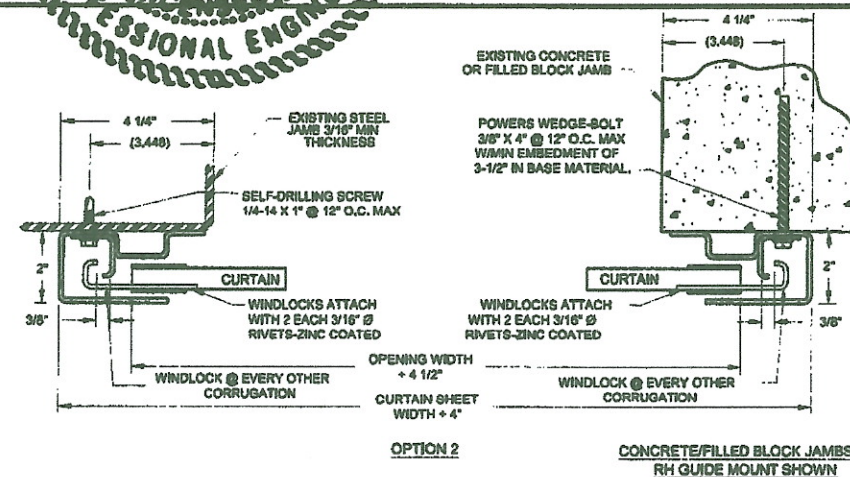 ESSIONAL ENGIN
4 1/4"
(3.448)
EXISTING STEEL
JAMB 3/16" MIN
THICKNESS
SELF-DRILLING SCREW
1/4-14 X 1" @ 12" O.C. MAX
2"
3/8"
CURTAIN
WINDLOCKS ATTACH
WITH 2 EACH 3/16" Ø
RIVETS-ZINC COATED
WINDLOCK @ EVERY OTHER
CORRUGATION
OPENING WIDTH
+ 4 1/2"
CURTAIN SHEET
WIDTH + 4"
OPTION 2
4 1/4"
(3.448)
EXISTING CONCRETE
OR FILLED BLOCK JAMB
POWERS WEDGE-BOLT
3/8" X 4" @ 12" O.C. MAX
W/MIN EMBEDMENT OF
3-1/2" IN BASE MATERIAL.
CURTAIN
2"
3/8"
WINDLOCKS ATTACH
WITH 2 EACH 3/16" Ø
RIVETS-ZINC COATED
WINDLOCK @ EVERY OTHER
CORRUGATION
CONCRETE/FILLED BLOCK JAMBS
RH GUIDE MOUNT SHOWN